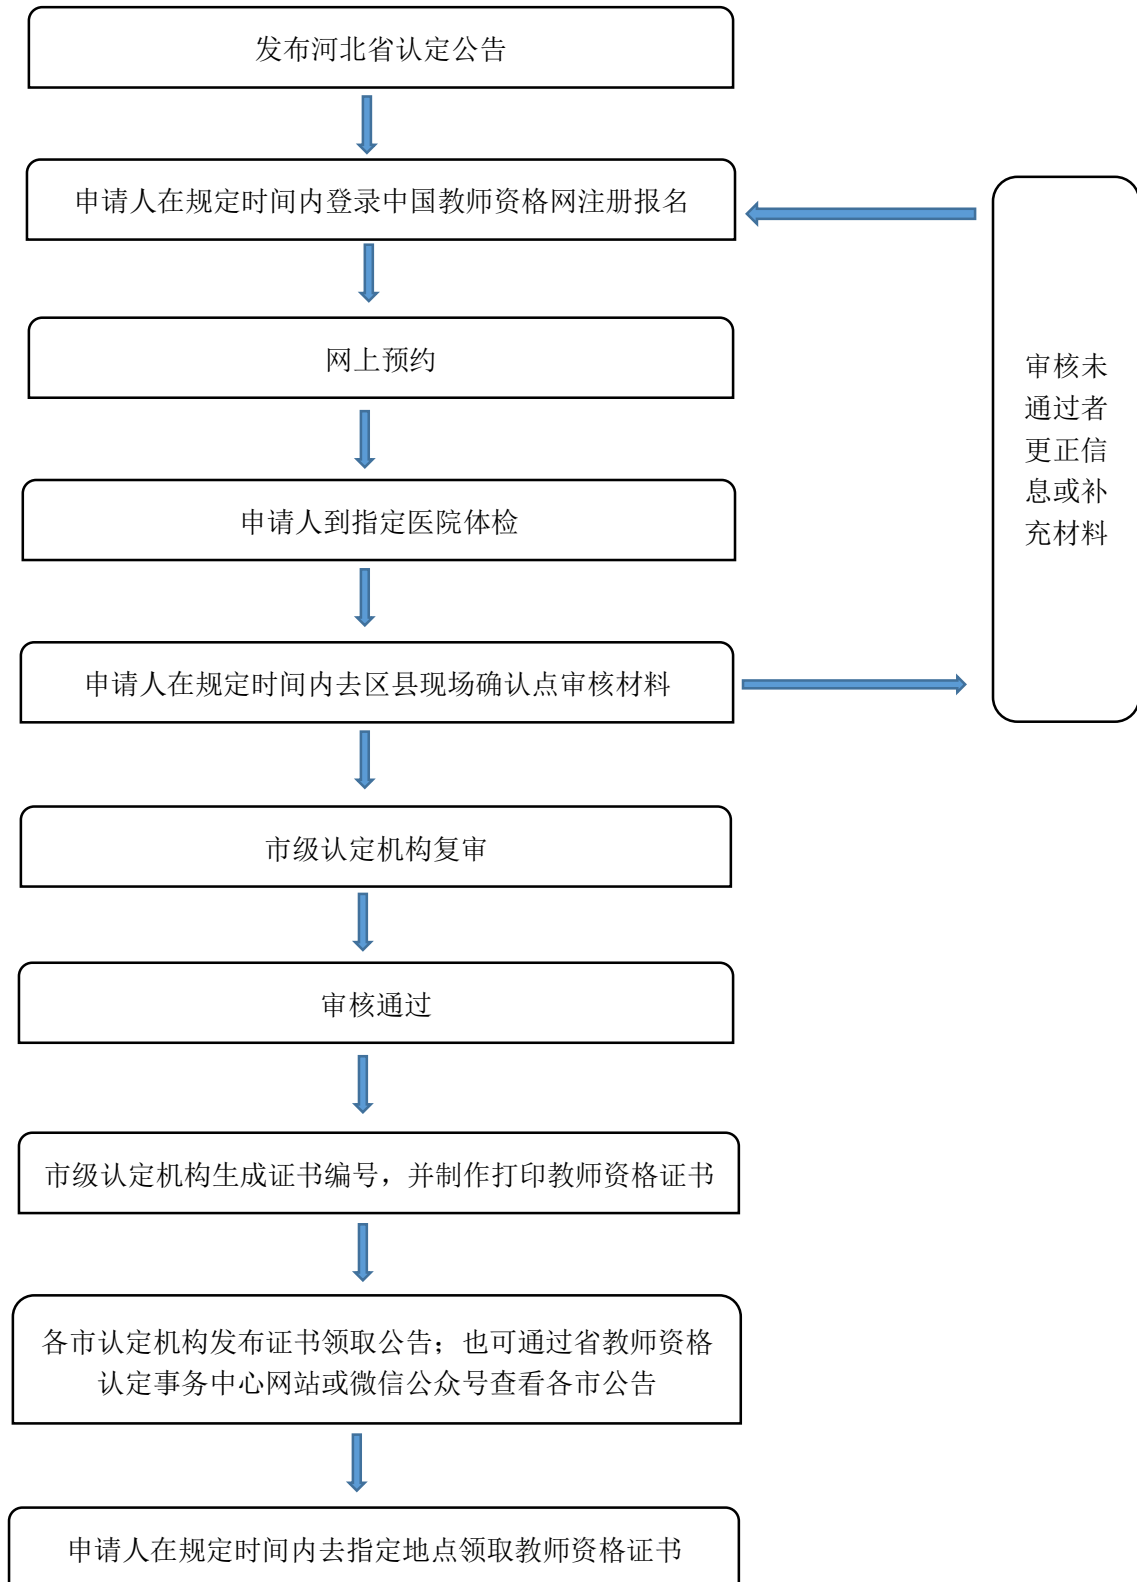 发布河北省认定公告
申请人在规定时间内登录中国教师资格网注册报名
网上预约
申请人到指定医院体检
申请人在规定时间内去区县现场确认点审核材料
审核未
通过者
更正信
息或补
充材料
市级认定机构复审
审核通过
市级认定机构生成证书编号，并制作打印教师资格证书
各市认定机构发布证书领取公告；也可通过省教师资格
认定事务中心网站或微信公众号查看各市公告
申请人在规定时间内去指定地点领取教师资格证书